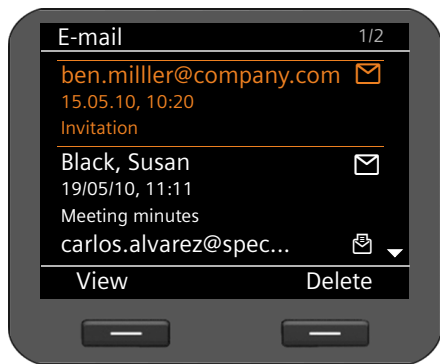 E-mail 1/2
ben.milller@company.com
15.05.10, 10:20
Invitation
Black, Susan
19/05/10, 11:11
Meeting minutes
carlos.alvarez@spec...
View Delete